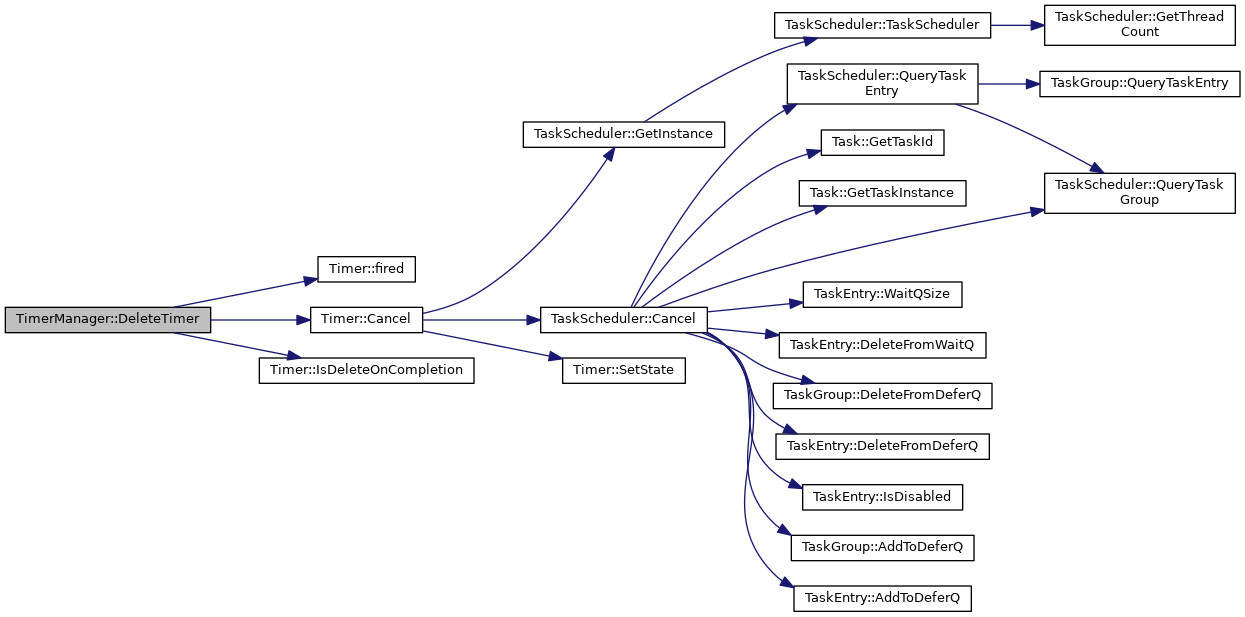 TaskScheduler::TaskScheduler
TaskScheduler::GetThread
Count
TaskScheduler::QueryTask
Entry
TaskGroup::QueryTaskEntry
TaskScheduler::GetInstance
Task::GetTaskId
Task::GetTaskInstance
TaskScheduler::QueryTask
Group
Timer::fired
TaskEntry::WaitQSize
TimerManager::DeleteTimer
Timer::Cancel
TaskScheduler::Cancel
TaskEntry::DeleteFromWaitQ
Timer::IsDeleteOnCompletion
Timer::SetState
TaskGroup::DeleteFromDeferQ
TaskEntry::DeleteFromDeferQ
TaskEntry::IsDisabled
TaskGroup::AddToDeferQ
TaskEntry::AddToDeferQ